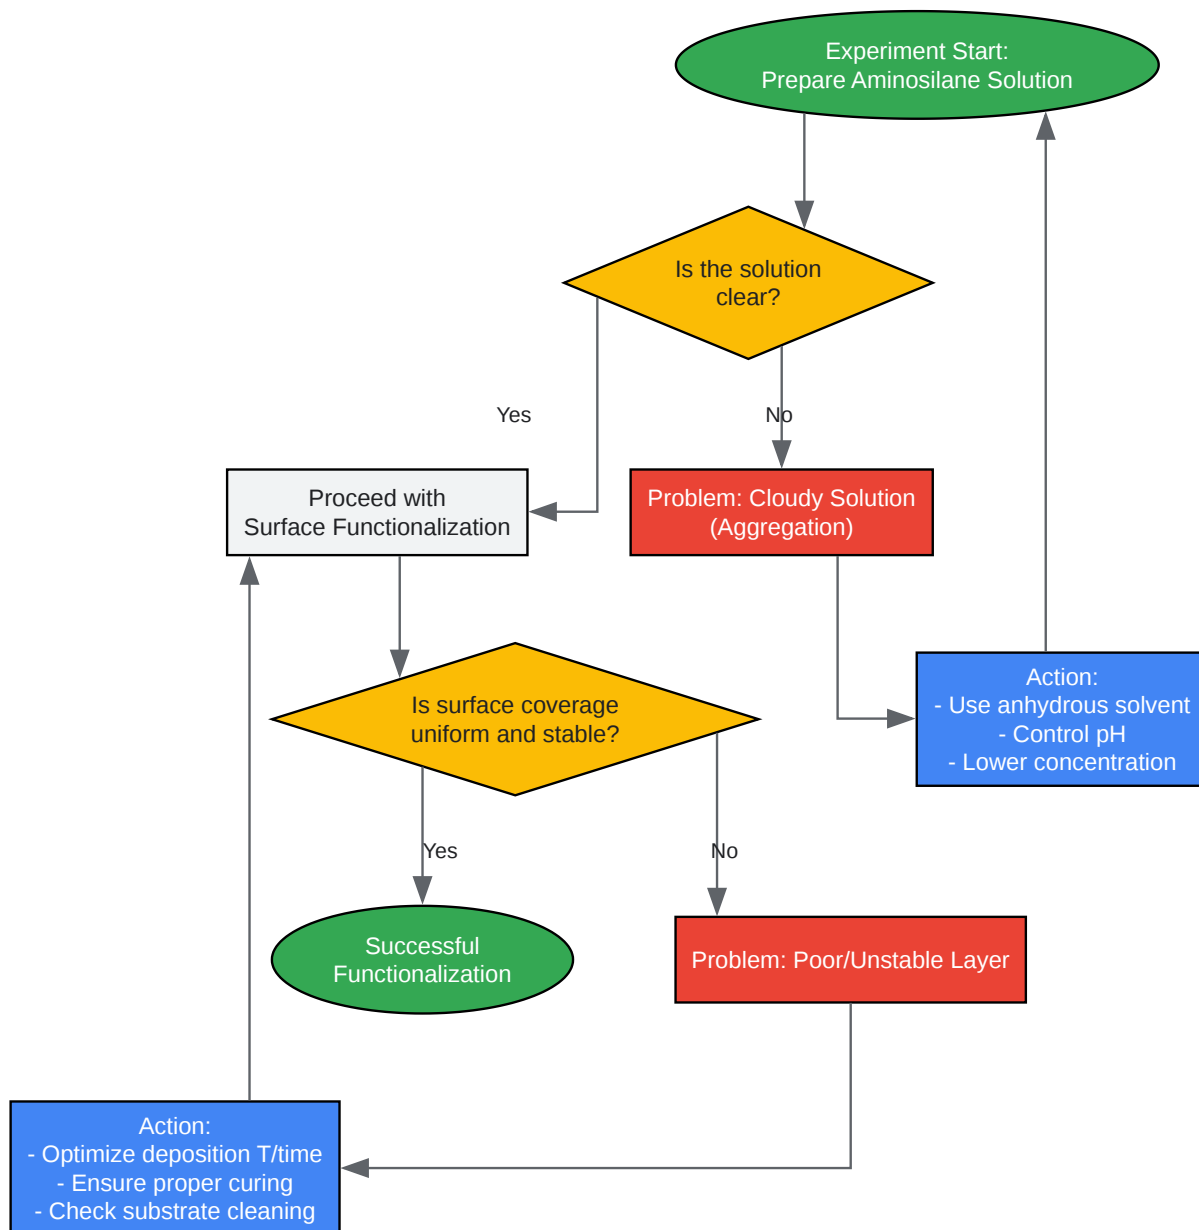 Experiment Start:
Prepare Aminosilane Solution
Is the solution
clear?
Yes
No
Proceed with
Surface Functionalization
Problem: Cloudy Solution
(Aggregation)
Action:
- Use anhydrous solvent
- Control pH
- Lower concentration
Is surface coverage
uniform and stable?
Yes
No
Successful
Functionalization
Problem: Poor/Unstable Layer
Action:
- Optimize deposition T/time
- Ensure proper curing
- Check substrate cleaning